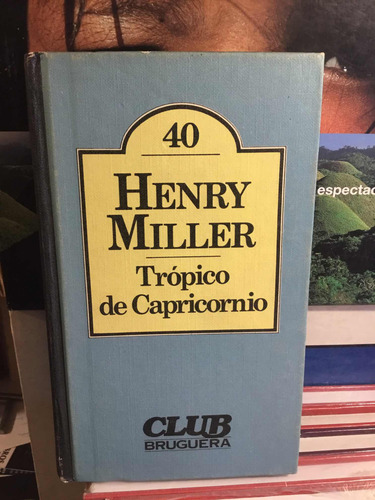 40
HENRY
MILLER
Trópico
de Capricornio
CLUB
BRUGUERA
espectac